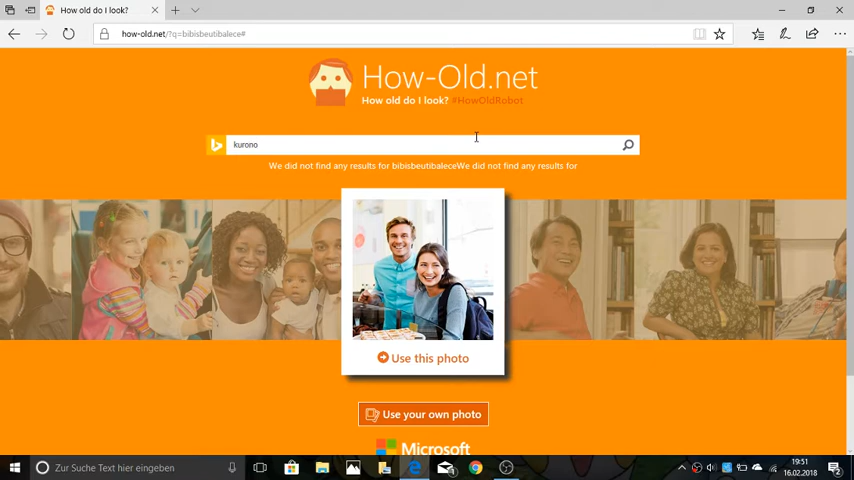 How old do I look?
how-old.net/?q=bibisbeutibalece#
How-Old.net
How old do I look? #HowOldRobot
kurono
We did not find any results for bibisbeutibaleceWe did not find any results for
Use this photo
Use your own photo
Microsoft
Zur Suche Text hier eingeben
19:51
16.02.2018
2